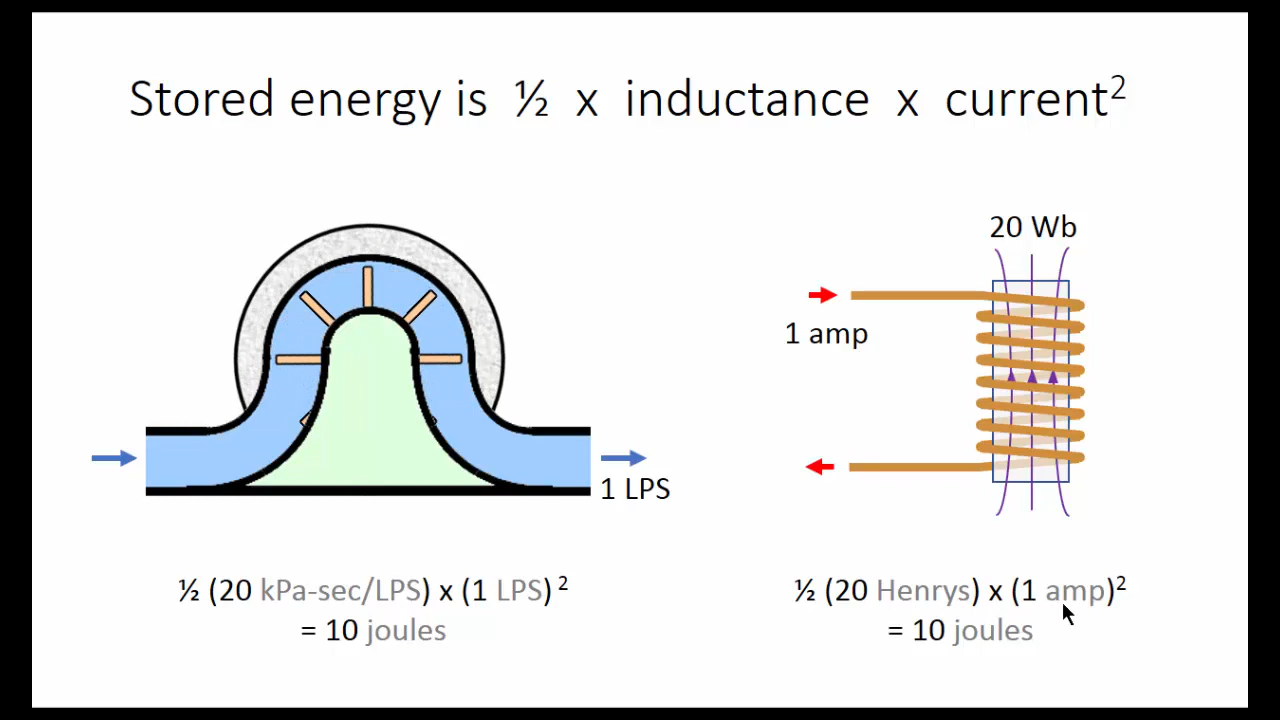 Stored energy is ½ x inductance x current²
20 Wb
1 amp
1 LPS
½ (20 kPa-sec/LPS) x (1 LPS)²
= 10 joules
½ (20 Henrys) x (1 amp)²
= 10 joules